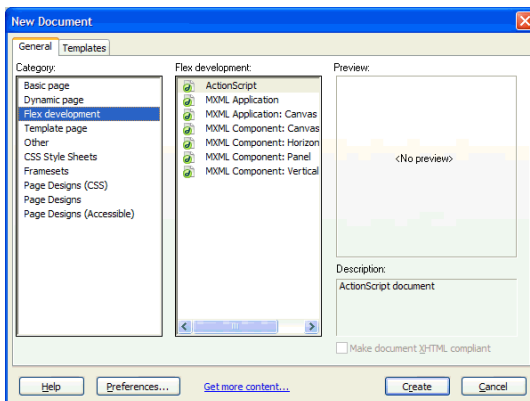 New Document
General
Templates
Category:
Basic page
Dynamic page
Flex development
Template page
Other
CSS Style Sheets
Framesets
Page Designs (CSS)
Page Designs
Page Designs (Accessible)
Flex development:
ActionScript
MXML Application
MXML Application: Canvas
MXML Component: Canvas
MXML Component: Horizon
MXML Component: Panel
MXML Component: Vertical
Preview:
<No preview>
Description:
ActionScript document
Make document XHTML compliant
Help
Preferences...
Get more content...
Create
Cancel